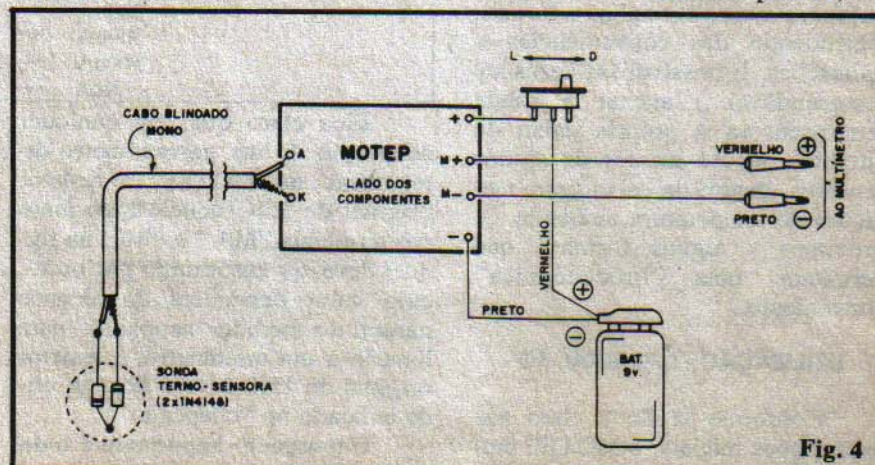 L ← → D
CABO BLINDADO
MONO
MOTEP
LADO DOS
COMPONENTES
A
K
+
M+
M-
-
VERMELHO
+
PRETO
-
AO MULTÍMETRO
VERMELHO
PRETO
+
-
BAT.
9v.
SONDA
TERMO-SENSORA
(2x1N4148)
Fig. 4